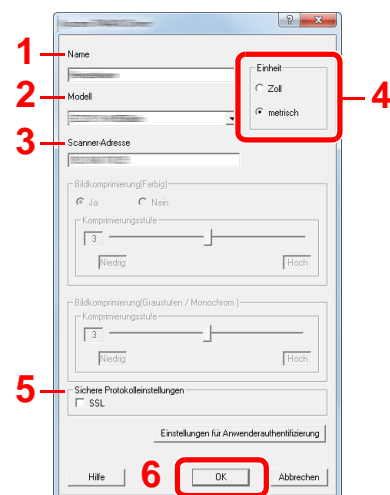 1
Name
Einheit
Zoll
metrisch
4
2
Modell
3
Scanner-Adresse
Bildkomprimierung(Farbig)
Ja Nein
Komprimierungsstufe
3
Niedrig Hoch
Bildkomprimierung(Graustufen / Monochrom )
Komprimierungsstufe
3
Niedrig Hoch
5
Sichere Protokolleinstellungen
SSL
Einstellungen für Anwenderauthentifizierung
Hilfe 6 OK Abbrechen